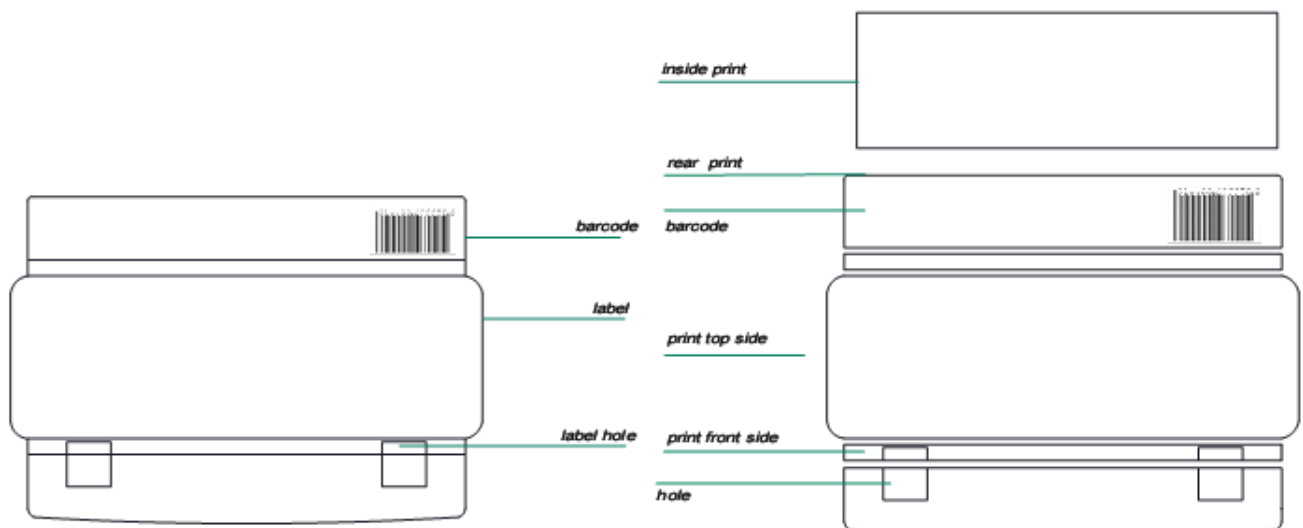 inside print
rear print
barcode
barcode
label
print top side
label hole
print front side
hole